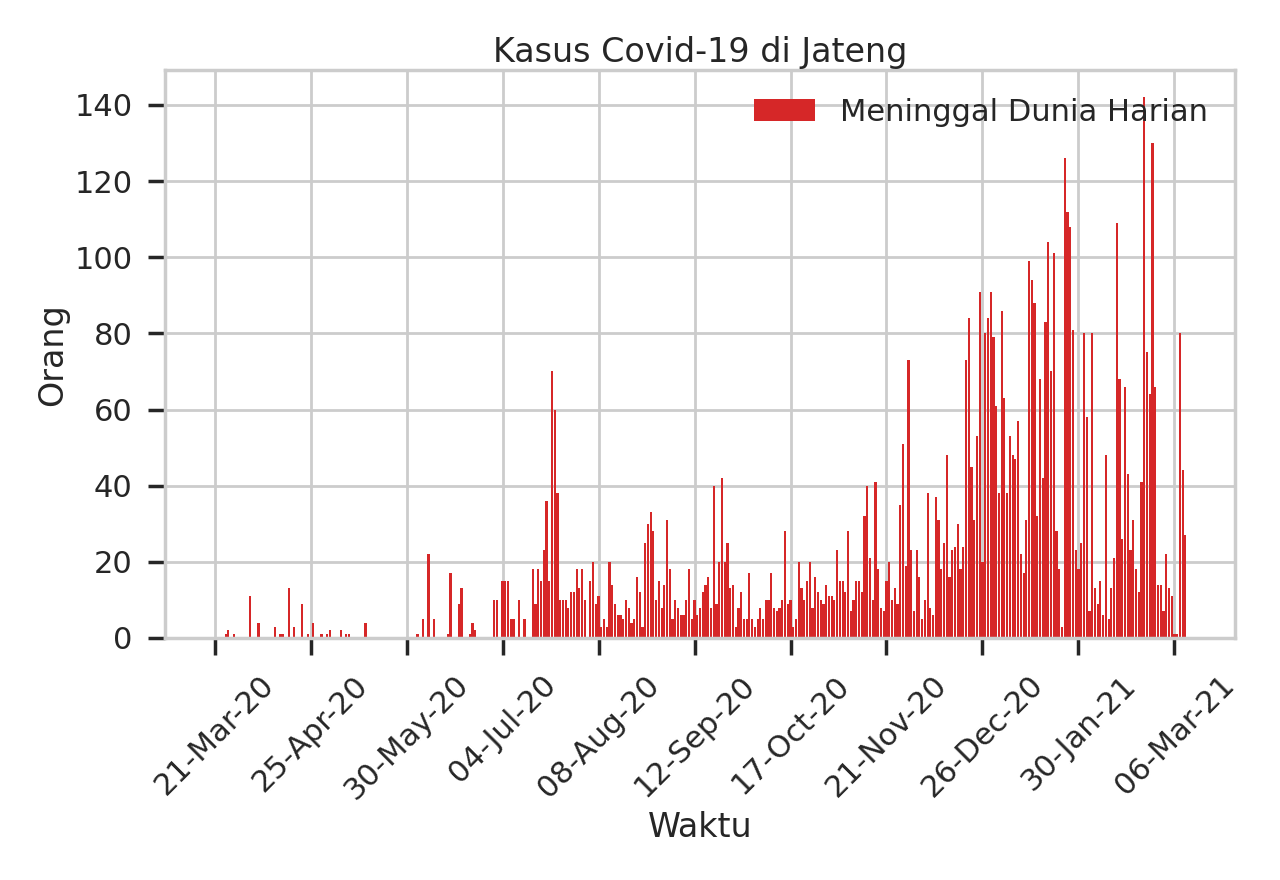 Kasus Covid-19 di Jateng
Meninggal Dunia Harian
140
120
100
80
60
40
20
0
Orang
21-Mar-20
25-Apr-20
30-May-20
04-Jul-20
08-Aug-20
12-Sep-20
17-Oct-20
21-Nov-20
26-Dec-20
30-Jan-21
06-Mar-21
Waktu